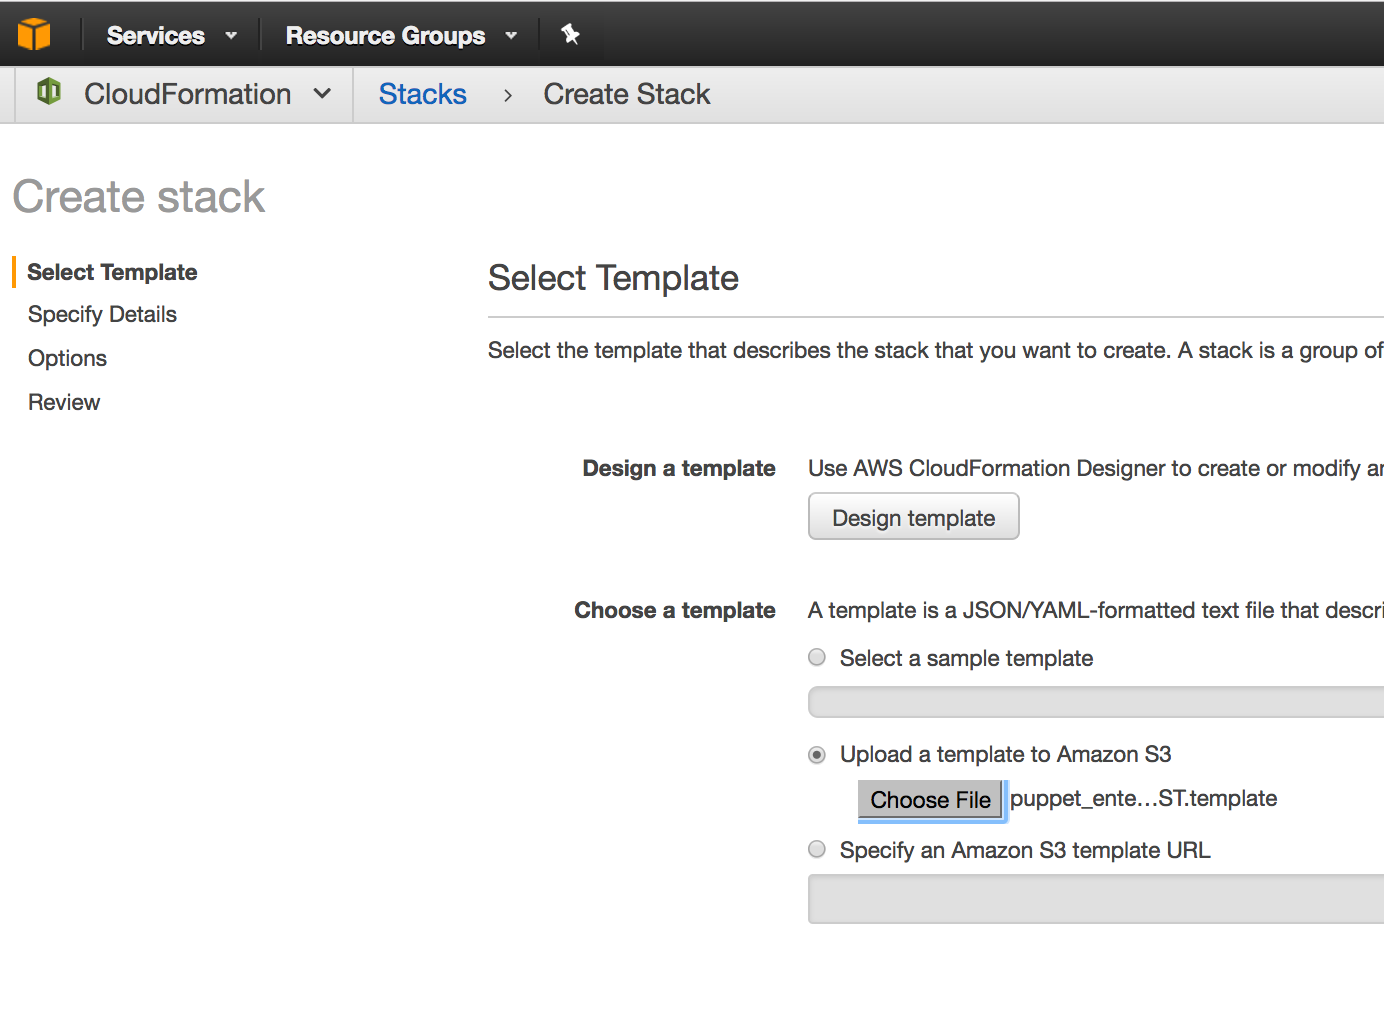 Services
Resource Groups
CloudFormation
Stacks > Create Stack
Create stack
Select Template
Specify Details
Options
Review
Select Template
Select the template that describes the stack that you want to create. A stack is a group of
Design a template
Use AWS CloudFormation Designer to create or modify an
Design template
Choose a template
A template is a JSON/YAML-formatted text file that descri
Select a sample template
Upload a template to Amazon S3
Choose File puppet_ente...ST.template
Specify an Amazon S3 template URL